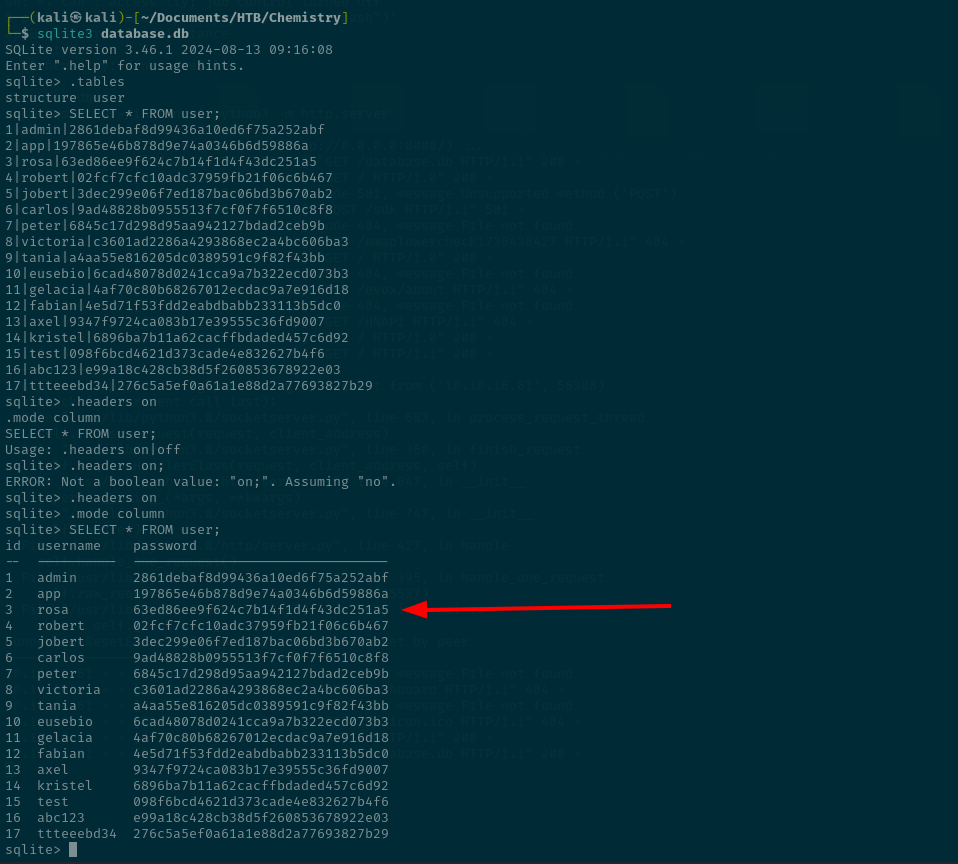 ┌──(kali㉿kali)-[~/Documents/HTB/Chemistry]
└─$ sqlite3 database.db
SQLite version 3.46.1 2024-08-13 09:16:08
Enter ".help" for usage hints.
sqlite> .tables
structure  user
sqlite> SELECT * FROM user;
1|admin|2861debaf8d99436a10ed6f75a252abf
2|app|197865e46b878d9e74a0346b6d59886a
3|rosa|63ed86ee9f624c7b14f1d4f43dc251a5
4|robert|02fcf7cfc10adc37959fb21f06c6b467
5|jobert|3dec299e06f7ed187bac06bd3b670ab2
6|carlos|9ad48828b0955513f7cf0f7f6510c8f8
7|peter|6845c17d298d95aa942127bdad2ceb9b
8|victoria|c3601ad2286a4293868ec2a4bc606ba3
9|tania|a4aa55e816205dc0389591c9f82f43bb
10|eusebio|6cad48078d0241cca9a7b322ecd073b3
11|gelacia|4af70c80b68267012ecdac9a7e916d18
12|fabian|4e5d71f53fdd2eabdbabb233113b5dc0
13|axel|9347f9724ca083b17e39555c36fd9007
14|kristel|6896ba7b11a62cacffbdaded457c6d92
15|test|098f6bcd4621d373cade4e832627b4f6
16|abc123|e99a18c428cb38d5f260853678922e03
17|ttteeebd34|276c5a5ef0a61a1e88d2a77693827b29
sqlite> .headers on
.mode column
SELECT * FROM user;
Usage: .headers on|off
sqlite> .headers on;
ERROR: Not a boolean value: "on;". Assuming "no".
sqlite> .headers on
sqlite> .mode column
sqlite> SELECT * FROM user;
id  username    password
--  ----------  --------------------------------
1   admin       2861debaf8d99436a10ed6f75a252abf
2   app         197865e46b878d9e74a0346b6d59886a
3   rosa        63ed86ee9f624c7b14f1d4f43dc251a5
4   robert      02fcf7cfc10adc37959fb21f06c6b467
5   jobert      3dec299e06f7ed187bac06bd3b670ab2
6   carlos      9ad48828b0955513f7cf0f7f6510c8f8
7   peter       6845c17d298d95aa942127bdad2ceb9b
8   victoria    c3601ad2286a4293868ec2a4bc606ba3
9   tania       a4aa55e816205dc0389591c9f82f43bb
10  eusebio     6cad48078d0241cca9a7b322ecd073b3
11  gelacia     4af70c80b68267012ecdac9a7e916d18
12  fabian      4e5d71f53fdd2eabdbabb233113b5dc0
13  axel        9347f9724ca083b17e39555c36fd9007
14  kristel     6896ba7b11a62cacffbdaded457c6d92
15  test        098f6bcd4621d373cade4e832627b4f6
16  abc123      e99a18c428cb38d5f260853678922e03
17  ttteeebd34  276c5a5ef0a61a1e88d2a77693827b29
sqlite>